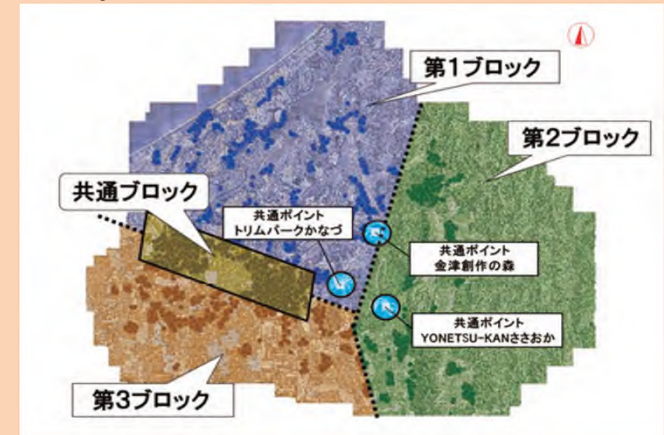 第1ブロック
第2ブロック
共通ブロック
共通ポイント
トリムパークかなづ
共通ポイント
金津創作の森
共通ポイント
YONETSU-KANささおか
第3ブロック